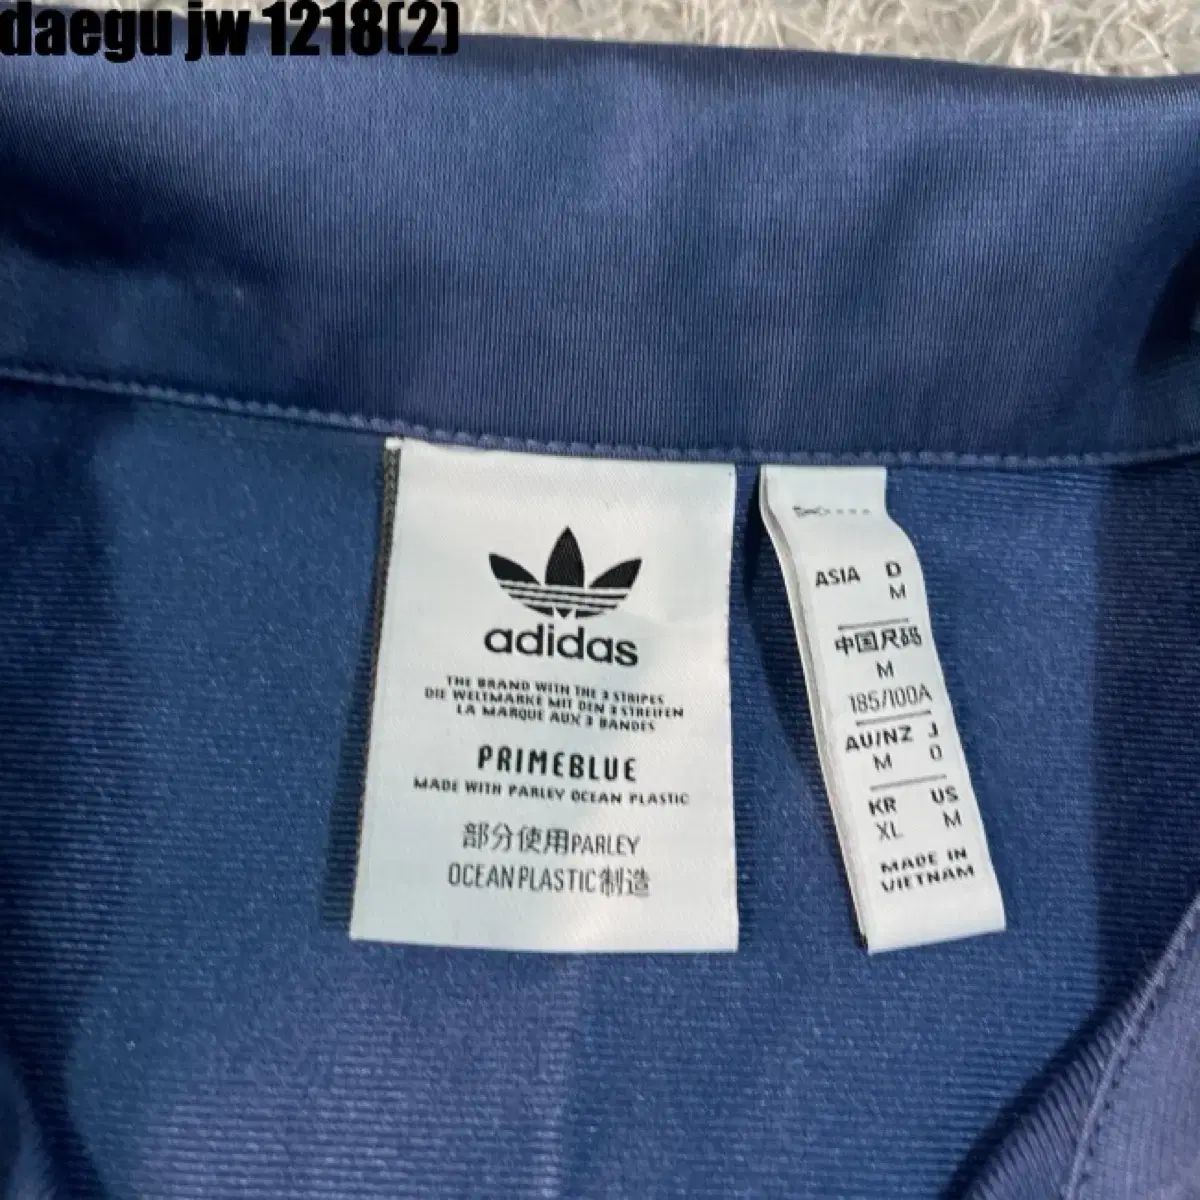 daegu jw 1218(2)
adidas
THE BRAND WITH THE 3 STRIPES
DIE WELTMARKE MIT DEN 3 STREIFEN
LA MARQUE AUX 3 BANDES
PRIMEBLUE
MADE WITH PARLEY OCEAN PLASTIC
部分使用PARLEY
OCEAN PLASTIC制造
ASIA D
M
中国尺码
M
185/100A
AU/NZ J
M O
KR US
XL M
MADE IN
VIETNAM